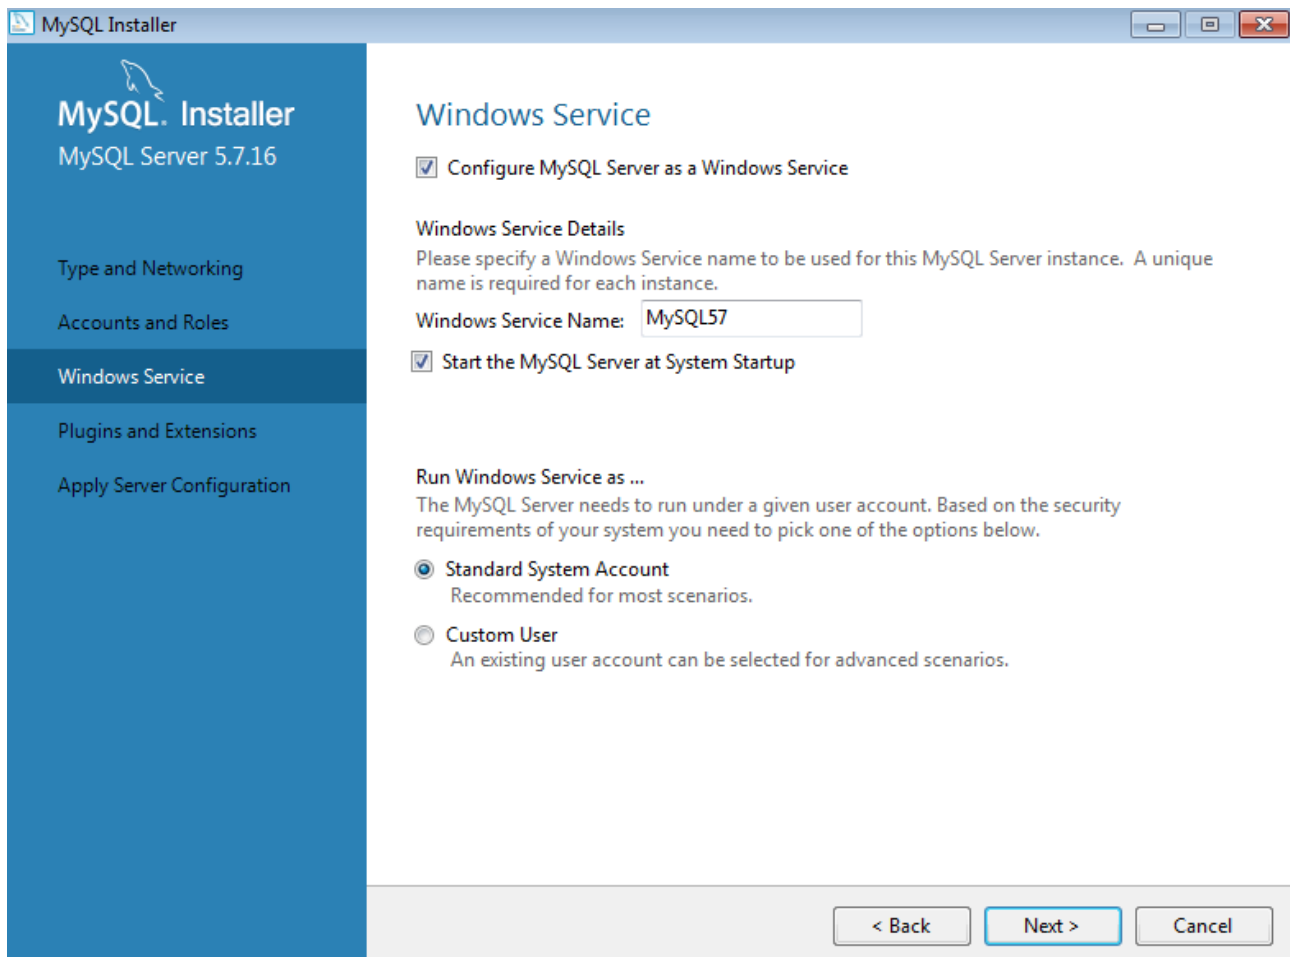 MySQL Installer
MySQL. Installer
MySQL Server 5.7.16
Type and Networking
Accounts and Roles
Windows Service
Plugins and Extensions
Apply Server Configuration
Windows Service
Configure MySQL Server as a Windows Service
Windows Service Details
Please specify a Windows Service name to be used for this MySQL Server instance.  A unique
name is required for each instance.
Windows Service Name: MySQL57
Start the MySQL Server at System Startup
Run Windows Service as ...
The MySQL Server needs to run under a given user account. Based on the security
requirements of your system you need to pick one of the options below.
Standard System Account
Recommended for most scenarios.
Custom User
An existing user account can be selected for advanced scenarios.
< Back Next > Cancel